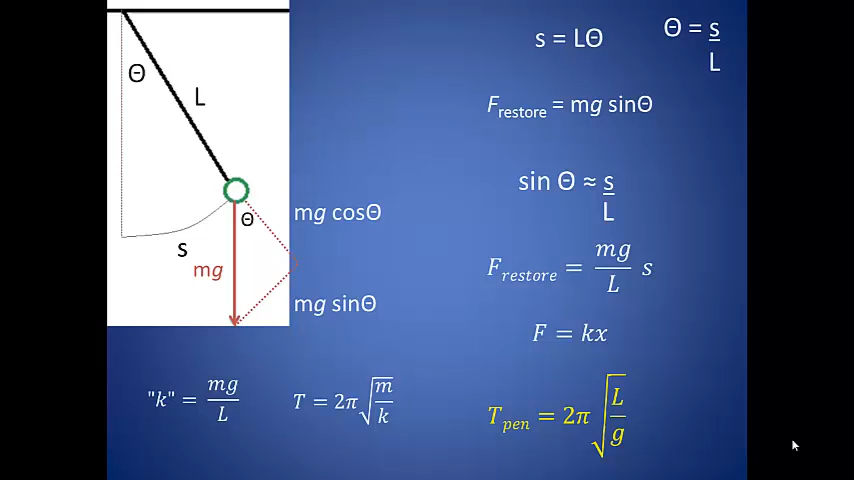 s = LΘ
Θ = s/L
Θ
L
F_restore = mg sinΘ
sin Θ ≈ s/L
mg cosΘ
Θ
s
mg
mg sinΘ
F_restore = mg/L s
F = kx
"k" = mg/L
T = 2π√(m/k)
T_pen = 2π√(L/g)